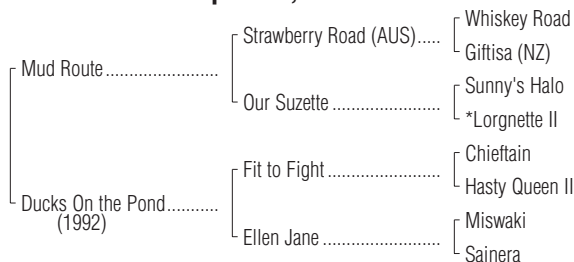 Whiskey Road
Strawberry Road (AUS).....
Giftisa (NZ)
Mud Route........................
Sunny's Halo
Our Suzette ......................
*Lorgnette II
Chieftain
Fit to Fight .......................
Hasty Queen II
Ducks On the Pond...........
(1992)
Miswaki
Ellen Jane ........................
Sainera